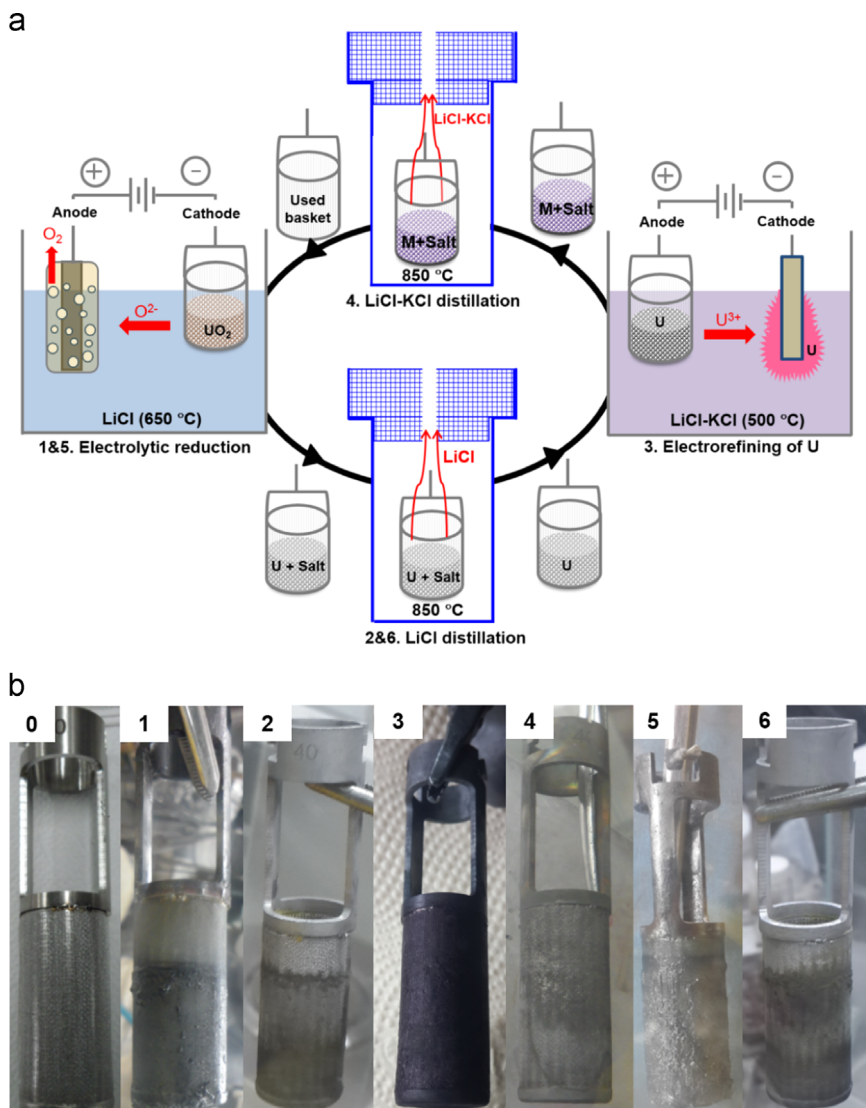 a
LiCl-KCl
Used
basket
M+Salt
M+Salt
850 °C
4. LiCl-KCl distillation
+
−
Anode
Cathode
O2
O2-
UO2
LiCl (650 °C)
1&5. Electrolytic reduction
+
−
Anode
Cathode
U
U3+
U
LiCl-KCl (500 °C)
3. Electrorefining of U
LiCl
U + Salt
U + Salt
U
850 °C
2&6. LiCl distillation
b
0
1
2
3
4
5
6
40